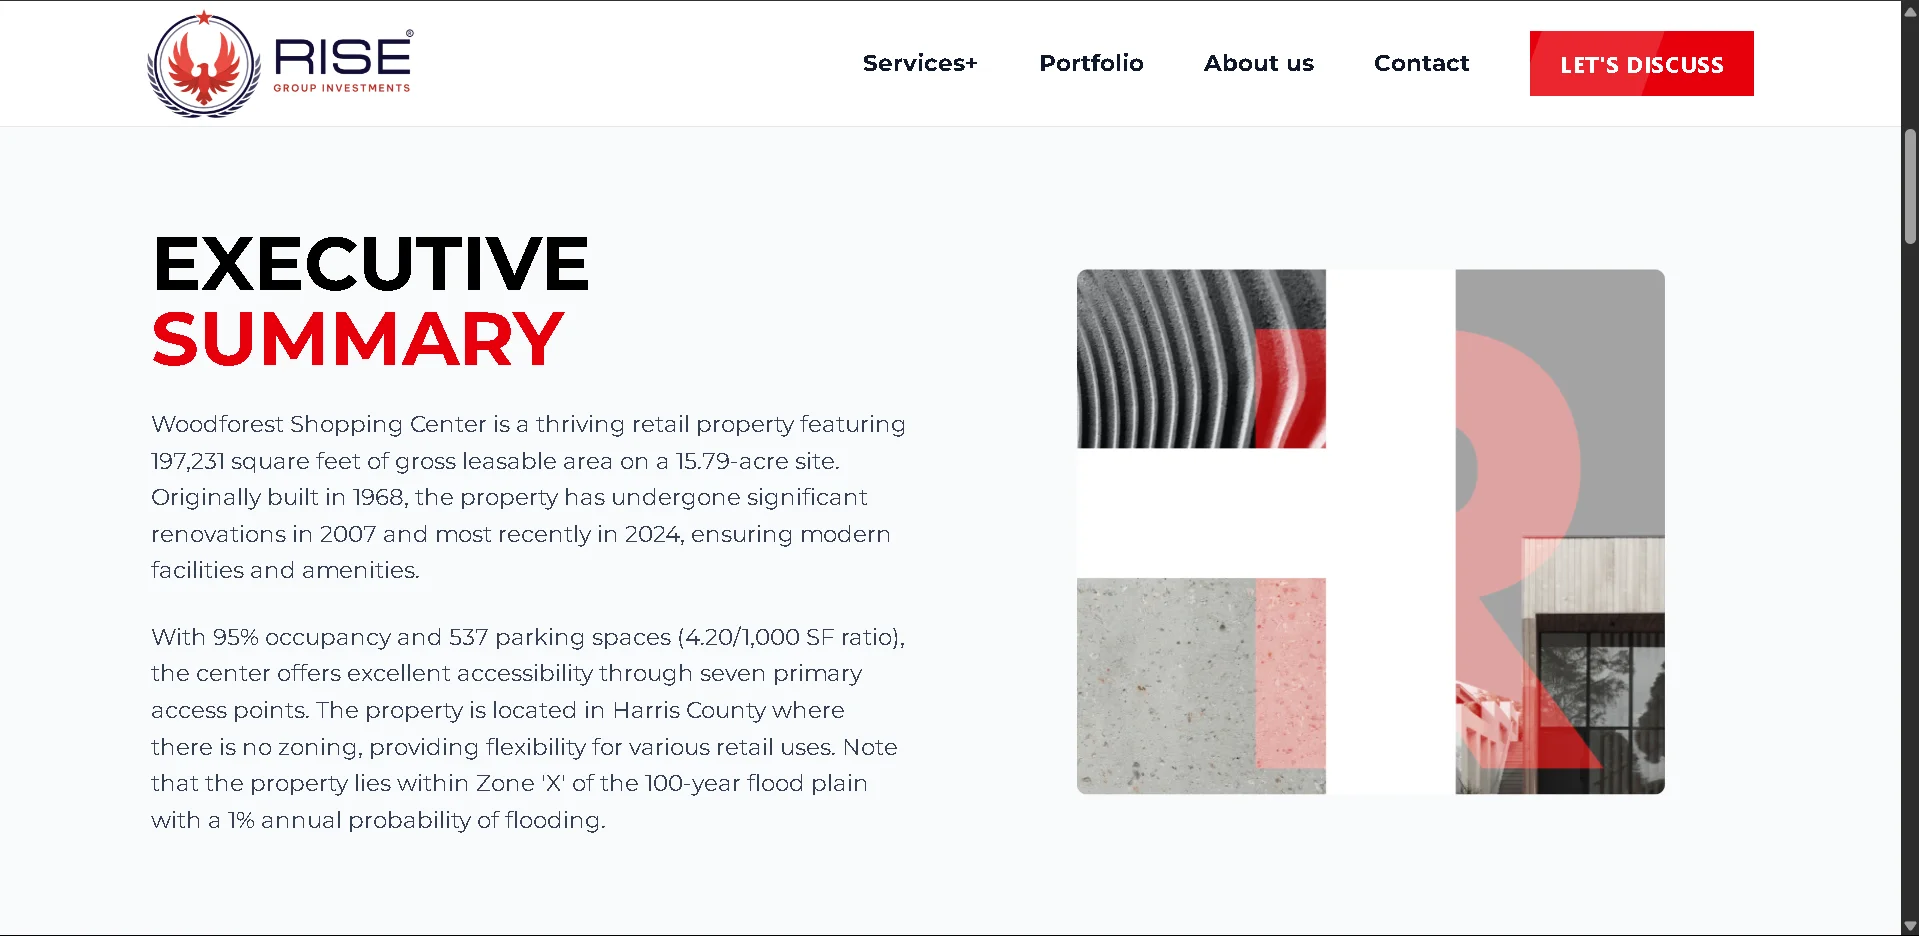 RISE®
GROUP INVESTMENTS
Services+
Portfolio
About us
Contact
LET'S DISCUSS
EXECUTIVE
SUMMARY
Woodforest Shopping Center is a thriving retail property featuring
197,231 square feet of gross leasable area on a 15.79-acre site.
Originally built in 1968, the property has undergone significant
renovations in 2007 and most recently in 2024, ensuring modern
facilities and amenities.
With 95% occupancy and 537 parking spaces (4.20/1,000 SF ratio),
the center offers excellent accessibility through seven primary
access points. The property is located in Harris County where
there is no zoning, providing flexibility for various retail uses. Note
that the property lies within Zone 'X' of the 100-year flood plain
with a 1% annual probability of flooding.
R